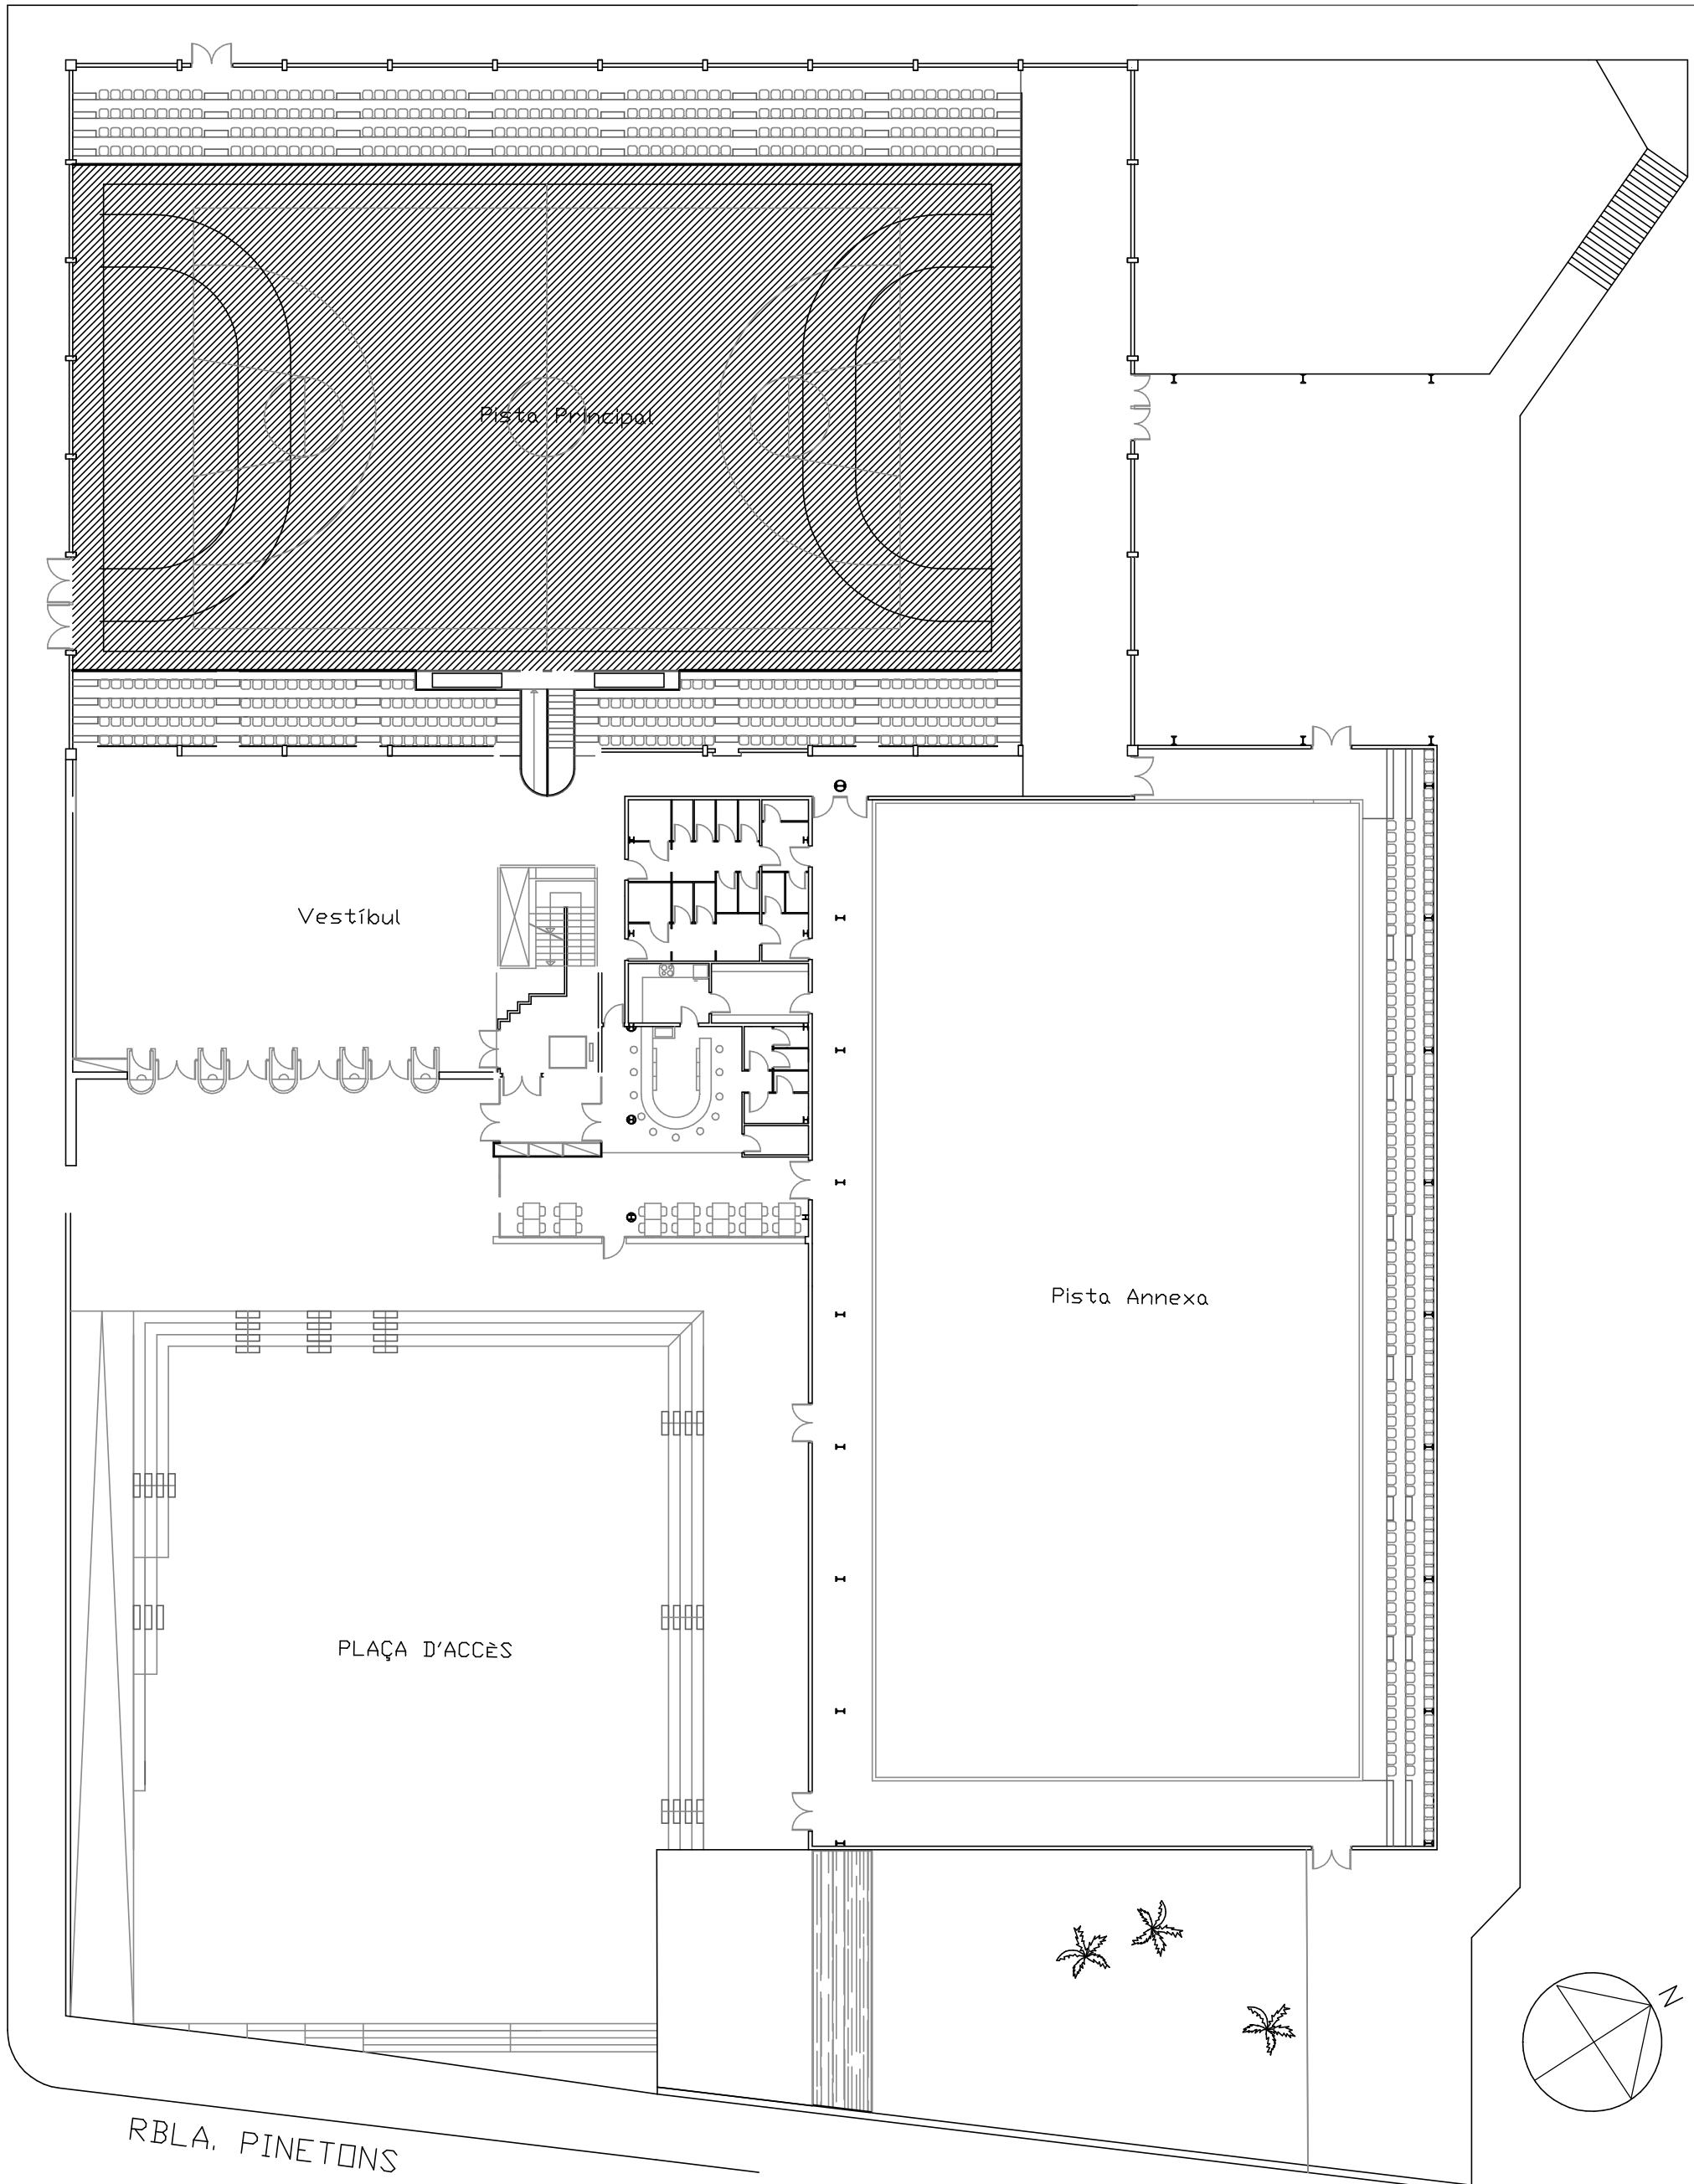 Pista Principal
Vestíbul
Pista Annexa
PLAÇA D'ACCÈS
N
RBLA. PINETONS